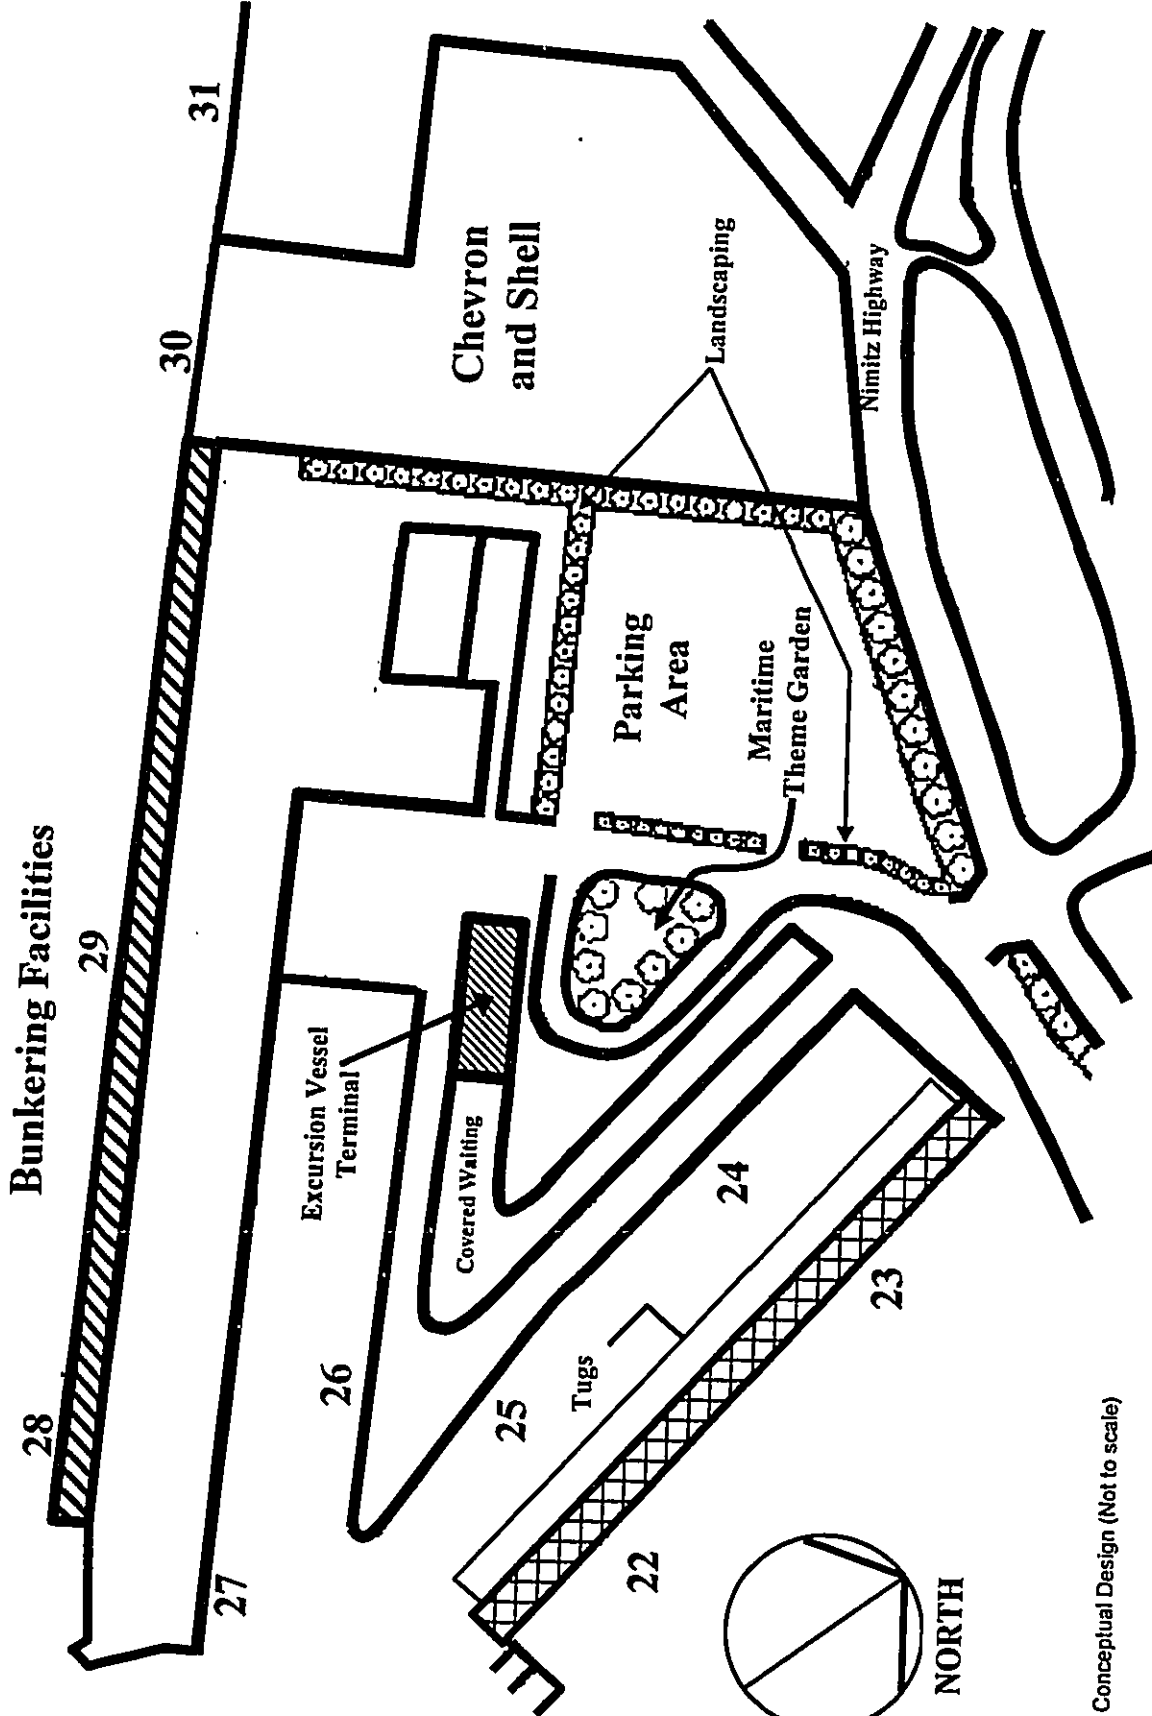 Bunkering Facilities
28
29
30
31
27
26
25
24
23
22
Excursion Vessel
Terminal
Covered Waiting
Tugs
Chevron
and Shell
Parking
Area
Maritime
Theme Garden
Landscaping
Nimitz Highway
NORTH
Conceptual Design (Not to scale)